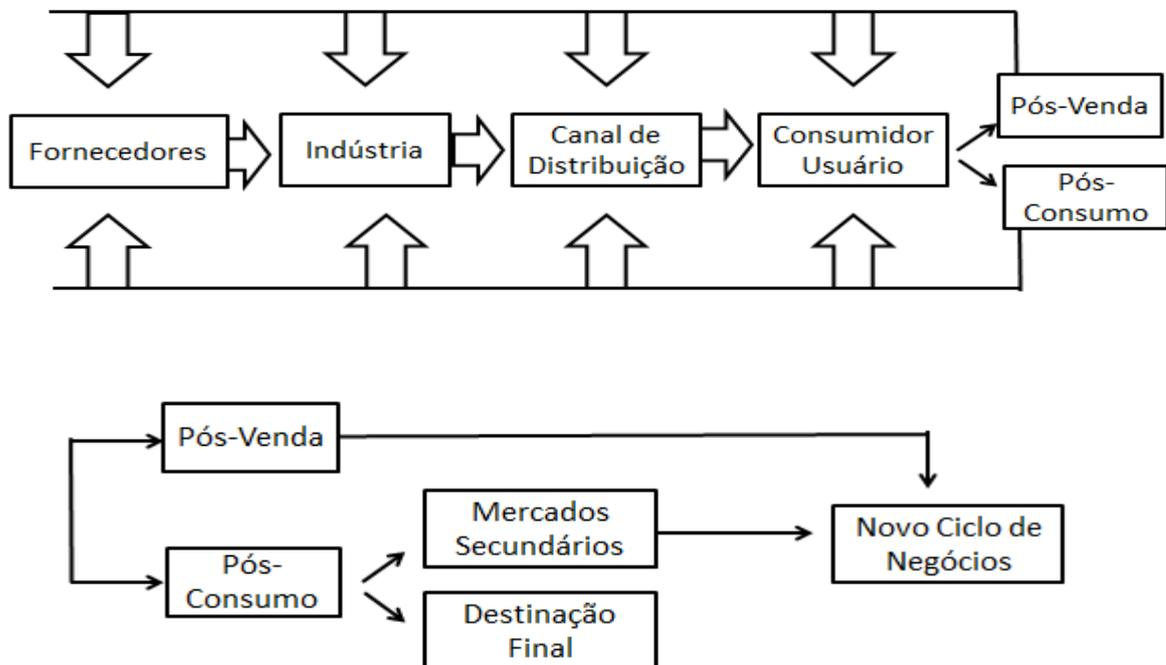 Pós-Venda
Fornecedores
Indústria
Canal de
Distribuição
Consumidor
Usuário
Pós-
Consumo
Pós-Venda
Mercados
Secundários
Novo Ciclo de
Negócios
Pós-
Consumo
Destinação
Final